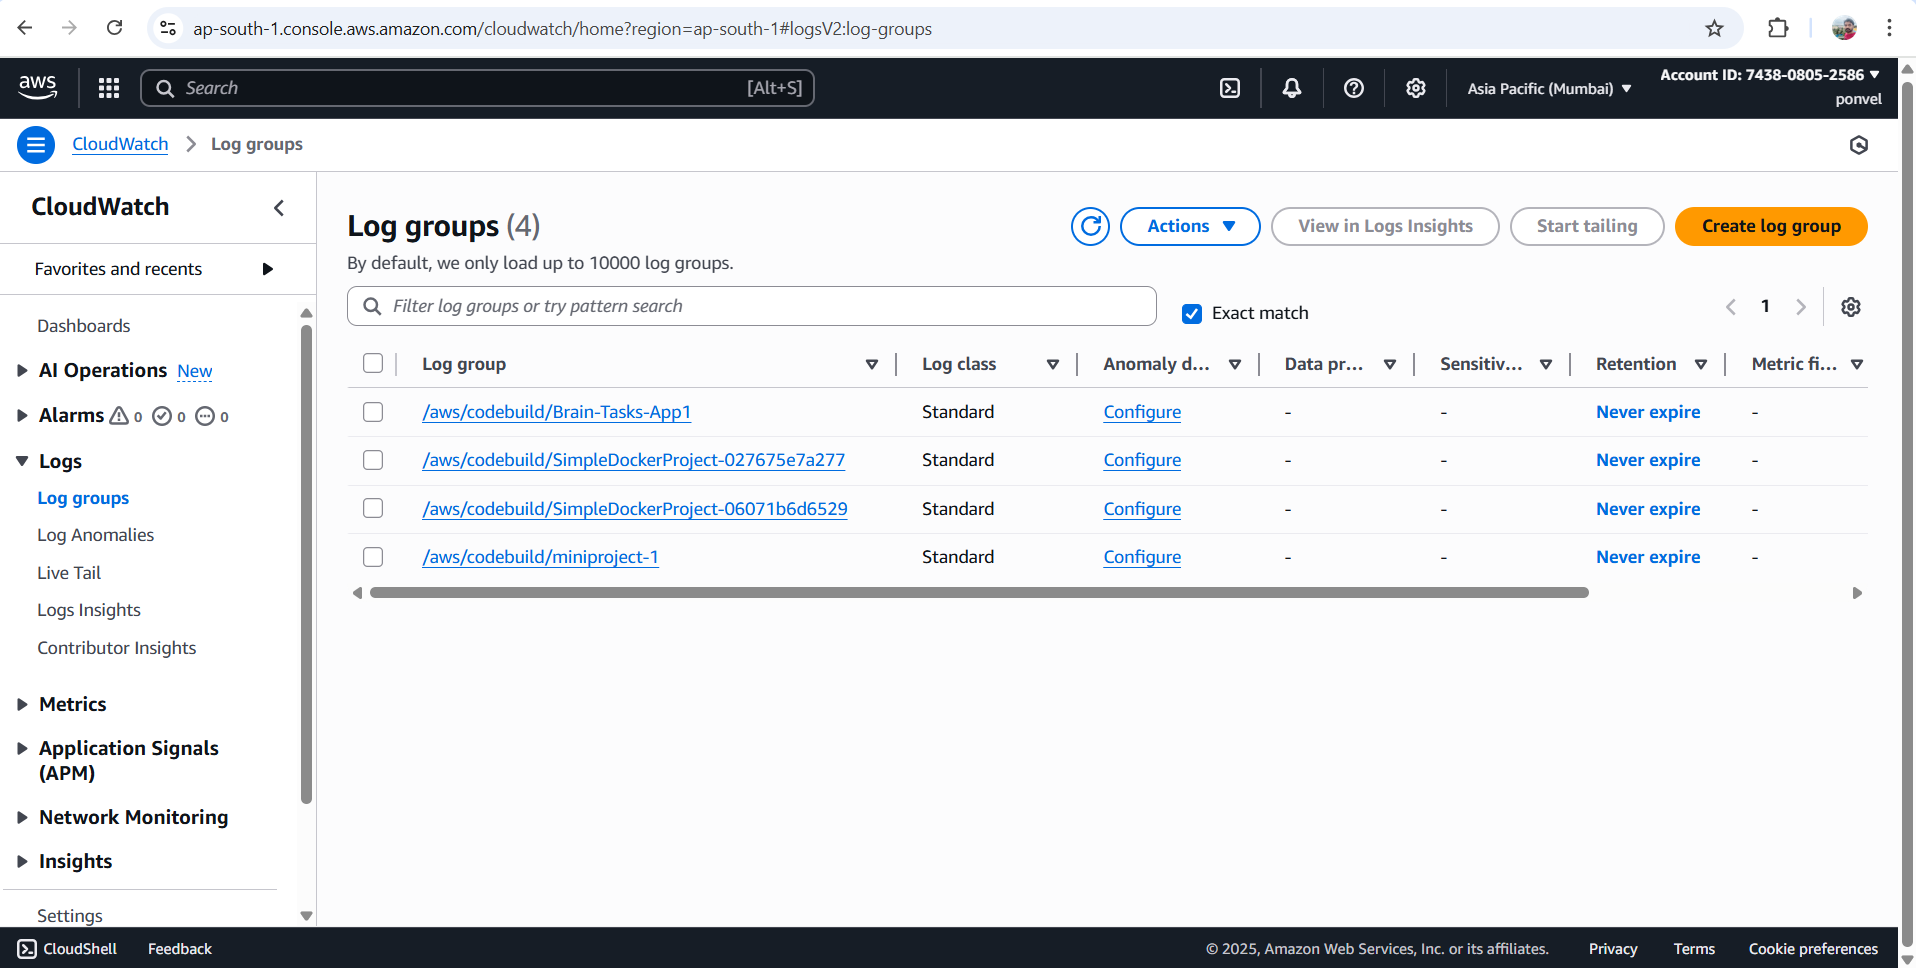 ap-south-1.console.aws.amazon.com/cloudwatch/home?region=ap-south-1#logsV2:log-groups
aws
Search [Alt+S]
Asia Pacific (Mumbai) ▼
Account ID: 7438-0805-2586 ▼
ponvel
CloudWatch > Log groups
CloudWatch
Favorites and recents
Dashboards
AI Operations New
Alarms 0 0 0
Logs
Log groups
Log Anomalies
Live Tail
Logs Insights
Contributor Insights
Metrics
Application Signals
(APM)
Network Monitoring
Insights
Settings
Log groups (4)
Actions ▼
View in Logs Insights
Start tailing
Create log group
By default, we only load up to 10000 log groups.
Filter log groups or try pattern search
Exact match
1
Log group Log class Anomaly d... Data pr... Sensitiv... Retention Metric fi...
/aws/codebuild/Brain-Tasks-App1 Standard Configure - - Never expire -
/aws/codebuild/SimpleDockerProject-027675e7a277 Standard Configure - - Never expire -
/aws/codebuild/SimpleDockerProject-06071b6d6529 Standard Configure - - Never expire -
/aws/codebuild/miniproject-1 Standard Configure - - Never expire -
CloudShell Feedback © 2025, Amazon Web Services, Inc. or its affiliates. Privacy Terms Cookie preferences